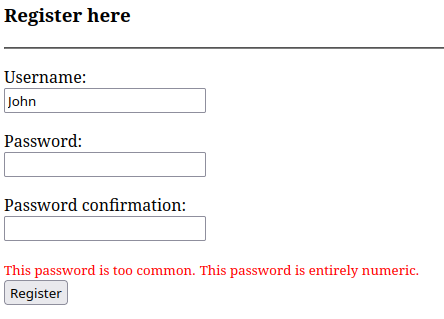 Register here
Username:
John
Password:
Password confirmation:
This password is too common. This password is entirely numeric.
Register